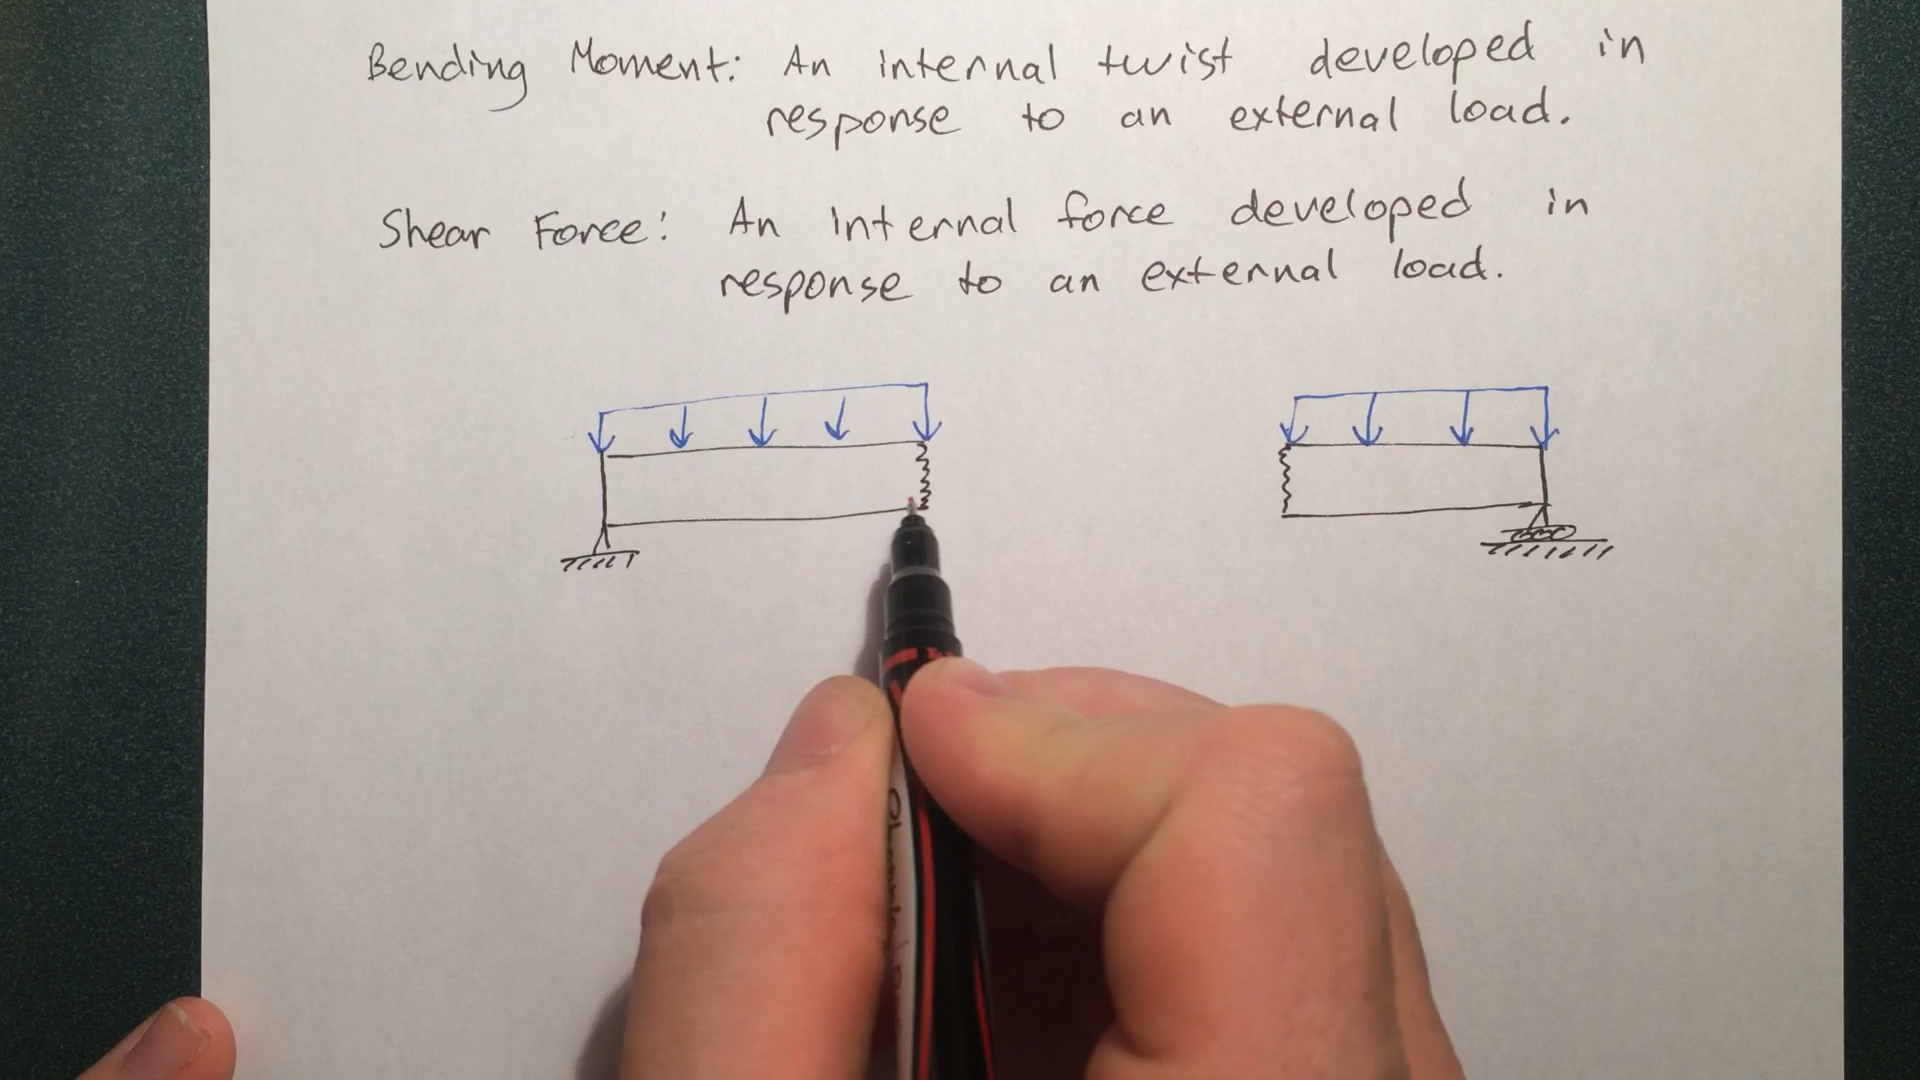 Bending Moment: An internal twist developed in
response to an external load.
Shear Force: An internal force developed in
response to an external load.